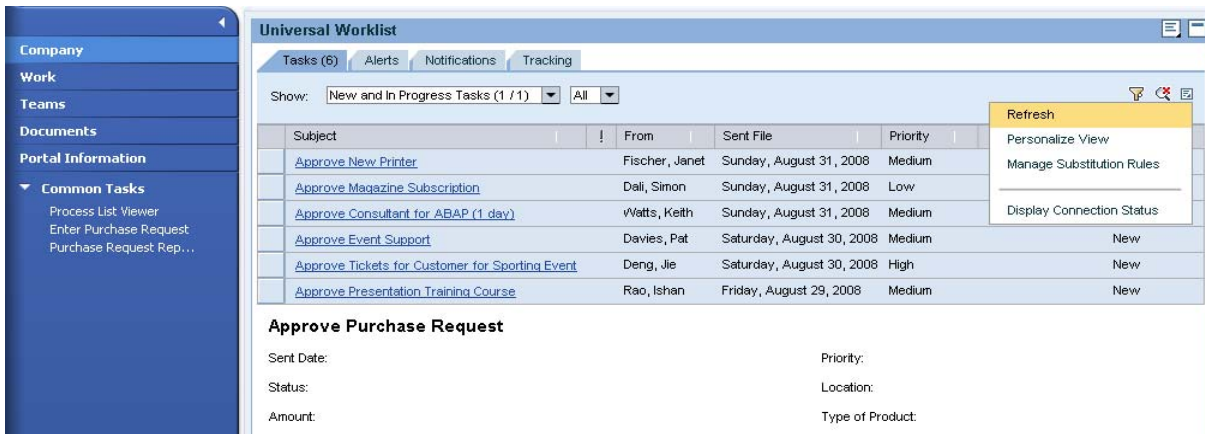 Company
Work
Teams
Documents
Portal Information
Common Tasks
Process List Viewer
Enter Purchase Request
Purchase Request Rep...
Universal Worklist
Tasks (6) Alerts Notifications Tracking
Show: New and In Progress Tasks (1 / 1) All
Refresh
Personalize View
Manage Substitution Rules
Display Connection Status
Subject ! From Sent File Priority
Approve New Printer Fischer, Janet Sunday, August 31, 2008 Medium
Approve Magazine Subscription Dali, Simon Sunday, August 31, 2008 Low
Approve Consultant for ABAP (1 day) Watts, Keith Sunday, August 31, 2008 Medium
Approve Event Support Davies, Pat Saturday, August 30, 2008 Medium New
Approve Tickets for Customer for Sporting Event Deng, Jie Saturday, August 30, 2008 High New
Approve Presentation Training Course Rao, Ishan Friday, August 29, 2008 Medium New
Approve Purchase Request
Sent Date: Priority:
Status: Location:
Amount: Type of Product: